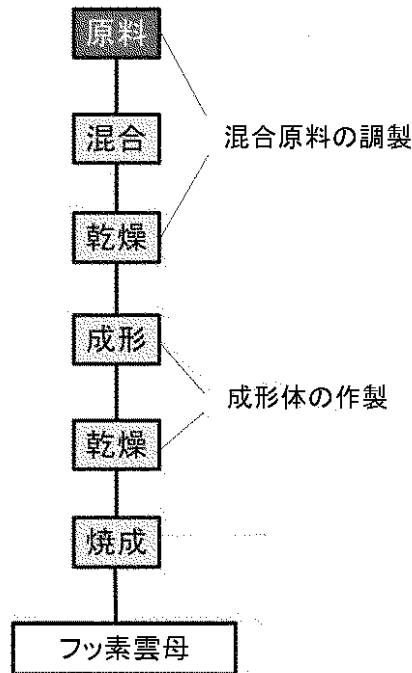 原料
混合
混合原料の調製
乾燥
成形
成形体の作製
乾燥
焼成
フッ素雲母